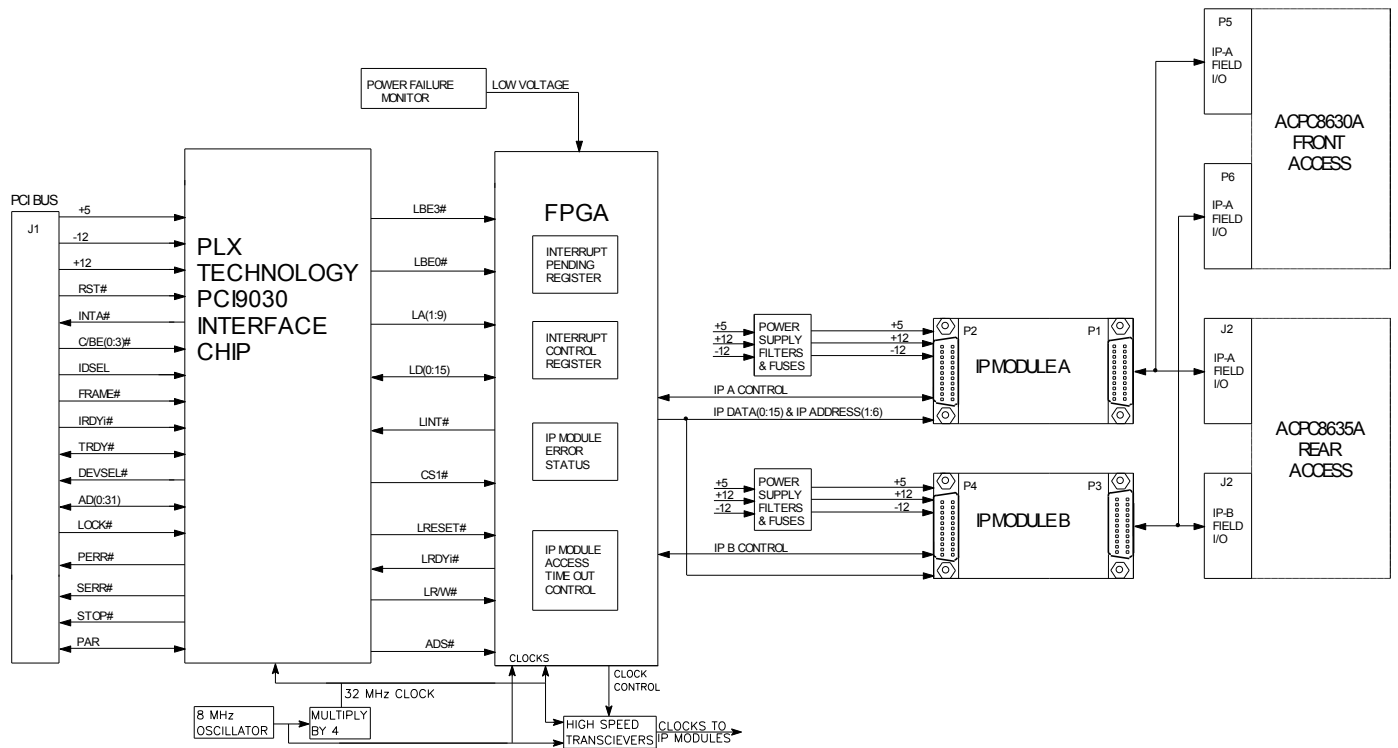 POWER FAILURE
MONITOR
LOW VOLTAGE
PCI BUS
J1
+5
-12
+12
RST#
INTA#
C/BE(0:3)#
IDSEL
FRAME#
IRDYi#
TRDY#
DEVSEL#
AD(0:31)
LOCK#
PERR#
SERR#
STOP#
PAR
PLX
TECHNOLOGY
PCI9030
INTERFACE
CHIP
LBE3#
LBE0#
LA(1:9)
LD(0:15)
LINT#
CS1#
LRESET#
LRDYi#
LR/W#
ADS#
FPGA
INTERRUPT
PENDING
REGISTER
INTERRUPT
CONTROL
REGISTER
IP MODULE
ERROR
STATUS
IP MODULE
ACCESS
TIME OUT
CONTROL
CLOCKS
CLOCK
CONTROL
32 MHz CLOCK
8 MHz
OSCILLATOR
MULTIPLY
BY 4
HIGH SPEED
TRANSCIEVERS
CLOCKS TO
IP MODULES
+5
+12
-12
POWER
SUPPLY
FILTERS
& FUSES
+5
+12
-12
P2
P1
IP MODULE A
IP A CONTROL
IP DATA(0:15) & IP ADDRESS(1:6)
+5
+12
-12
POWER
SUPPLY
FILTERS
& FUSES
+5
+12
-12
P4
P3
IP MODULE B
IP B CONTROL
P5
IP-A
FIELD
I/O
P6
IP-A
FIELD
I/O
ACPC8630A
FRONT
ACCESS
J2
IP-A
FIELD
I/O
J2
IP-B
FIELD
I/O
ACPC8635A
REAR
ACCESS